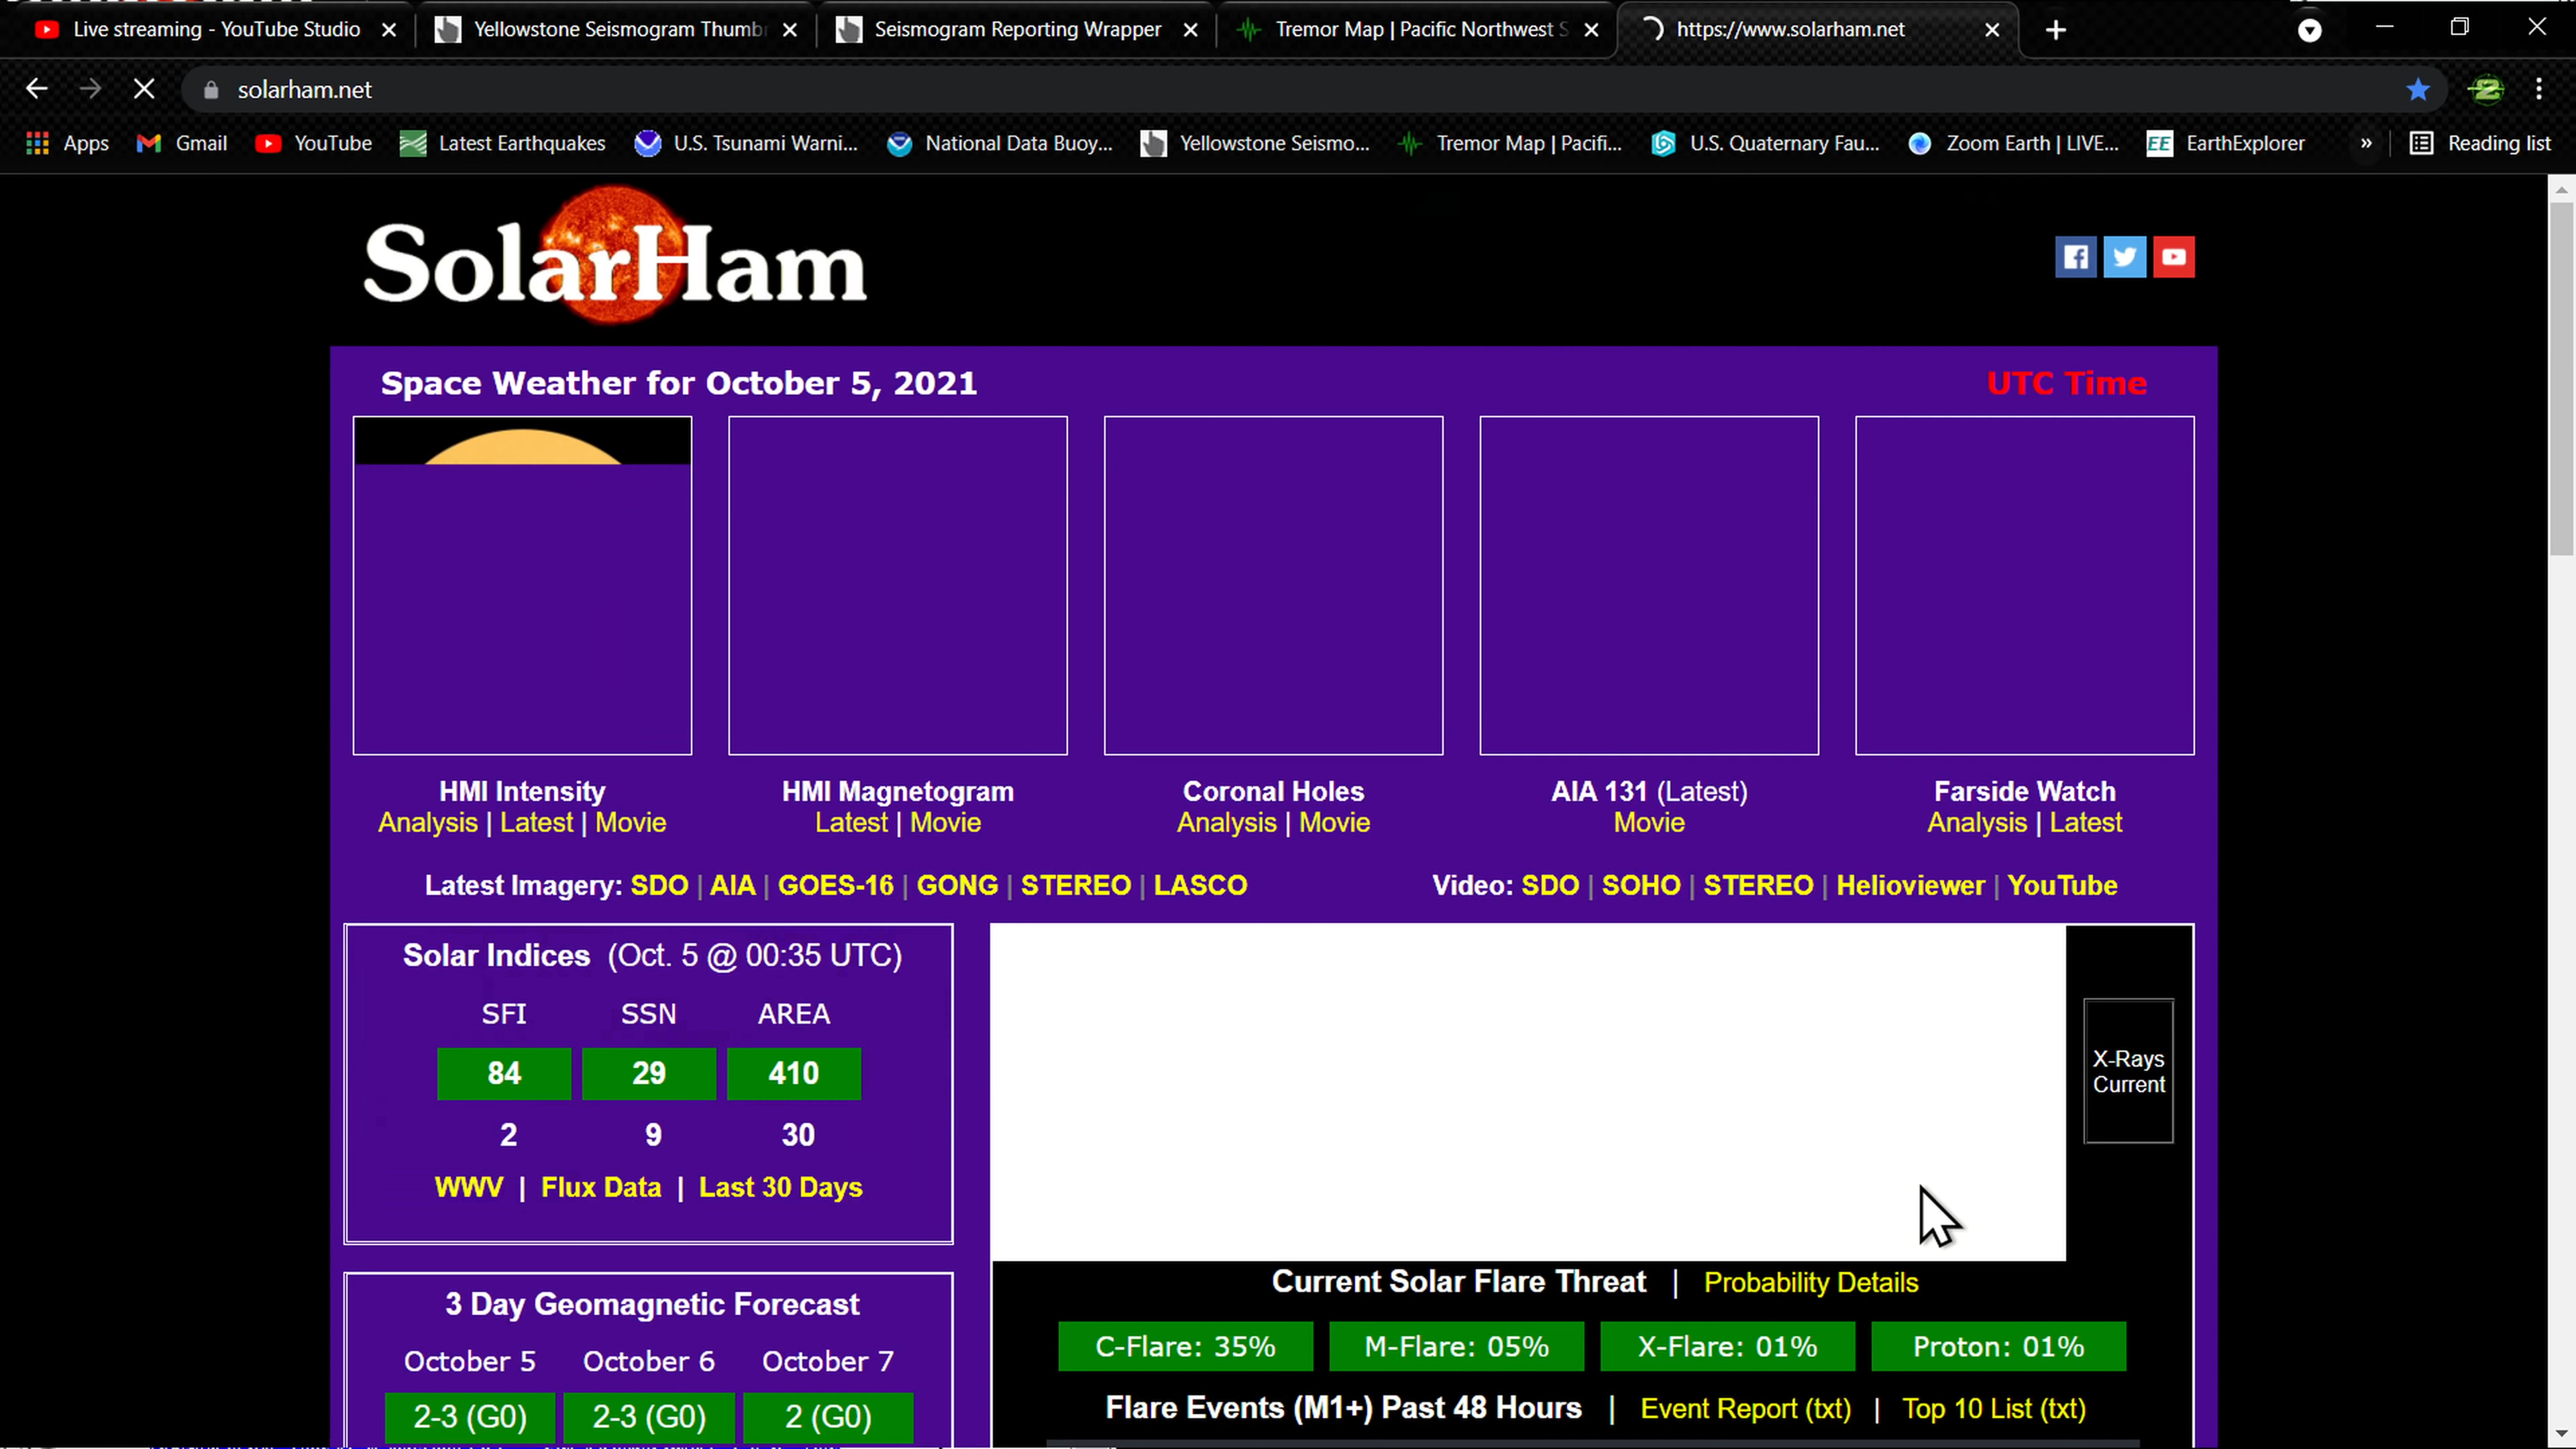 Live streaming - YouTube Studio
Yellowstone Seismogram Thumb
Seismogram Reporting Wrapper
Tremor Map | Pacific Northwest S
https://www.solarham.net
solarham.net
Apps
Gmail
YouTube
Latest Earthquakes
U.S. Tsunami Warni...
National Data Buoy...
Yellowstone Seismo...
Tremor Map | Pacifi...
U.S. Quaternary Fau...
Zoom Earth | LIVE...
EE EarthExplorer
»
Reading list
SolarHam
Space Weather for October 5, 2021
UTC Time
HMI Intensity
Analysis | Latest | Movie
HMI Magnetogram
Latest | Movie
Coronal Holes
Analysis | Movie
AIA 131 (Latest)
Movie
Farside Watch
Analysis | Latest
Latest Imagery: SDO | AIA | GOES-16 | GONG | STEREO | LASCO
Video: SDO | SOHO | STEREO | Helioviewer | YouTube
Solar Indices (Oct. 5 @ 00:35 UTC)
SFI SSN AREA
84 29 410
2 9 30
WWV | Flux Data | Last 30 Days
X-Rays
Current
3 Day Geomagnetic Forecast
October 5 October 6 October 7
2-3 (G0) 2-3 (G0) 2 (G0)
Current Solar Flare Threat | Probability Details
C-Flare: 35% M-Flare: 05% X-Flare: 01% Proton: 01%
Flare Events (M1+) Past 48 Hours | Event Report (txt) | Top 10 List (txt)